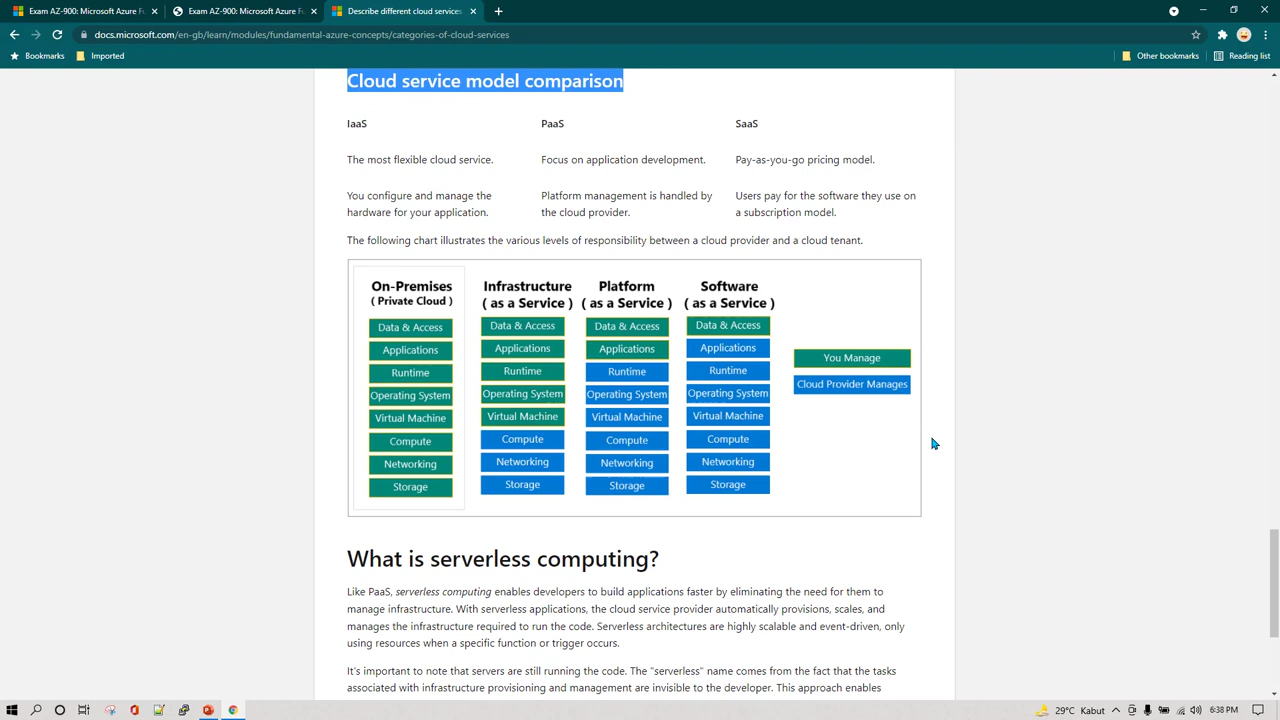 Exam AZ-900: Microsoft Azure Fu
Exam AZ-900: Microsoft Azure Fu
Describe different cloud services
docs.microsoft.com/en-gb/learn/modules/fundamental-azure-concepts/categories-of-cloud-services
Bookmarks
Imported
Other bookmarks
Reading list
Cloud service model comparison
IaaS
PaaS
SaaS
The most flexible cloud service.
Focus on application development.
Pay-as-you-go pricing model.
You configure and manage the
hardware for your application.
Platform management is handled by
the cloud provider.
Users pay for the software they use on
a subscription model.
The following chart illustrates the various levels of responsibility between a cloud provider and a cloud tenant.
On-Premises
( Private Cloud )
Data & Access
Applications
Runtime
Operating System
Virtual Machine
Compute
Networking
Storage
Infrastructure
( as a Service )
Data & Access
Applications
Runtime
Operating System
Virtual Machine
Compute
Networking
Storage
Platform
( as a Service )
Data & Access
Applications
Runtime
Operating System
Virtual Machine
Compute
Networking
Storage
Software
( as a Service )
Data & Access
Applications
Runtime
Operating System
Virtual Machine
Compute
Networking
Storage
You Manage
Cloud Provider Manages
What is serverless computing?
Like PaaS, serverless computing enables developers to build applications faster by eliminating the need for them to
manage infrastructure. With serverless applications, the cloud service provider automatically provisions, scales, and
manages the infrastructure required to run the code. Serverless architectures are highly scalable and event-driven, only
using resources when a specific function or trigger occurs.
It's important to note that servers are still running the code. The "serverless" name comes from the fact that the tasks
associated with infrastructure provisioning and management are invisible to the developer. This approach enables
29°C Kabut
6:38 PM